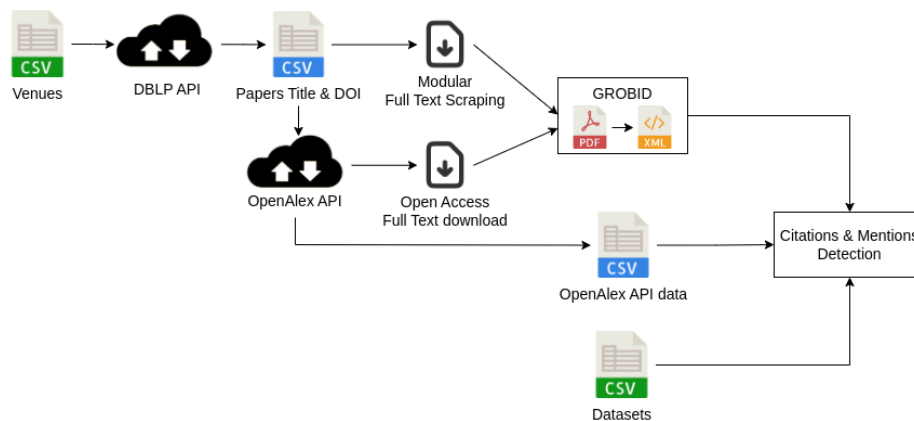 CSV
Venues
DBLP API
CSV
Papers Title & DOI
Modular
Full Text Scraping
GROBID
PDF
XML
OpenAlex API
Open Access
Full Text download
CSV
OpenAlex API data
Citations & Mentions
Detection
CSV
Datasets